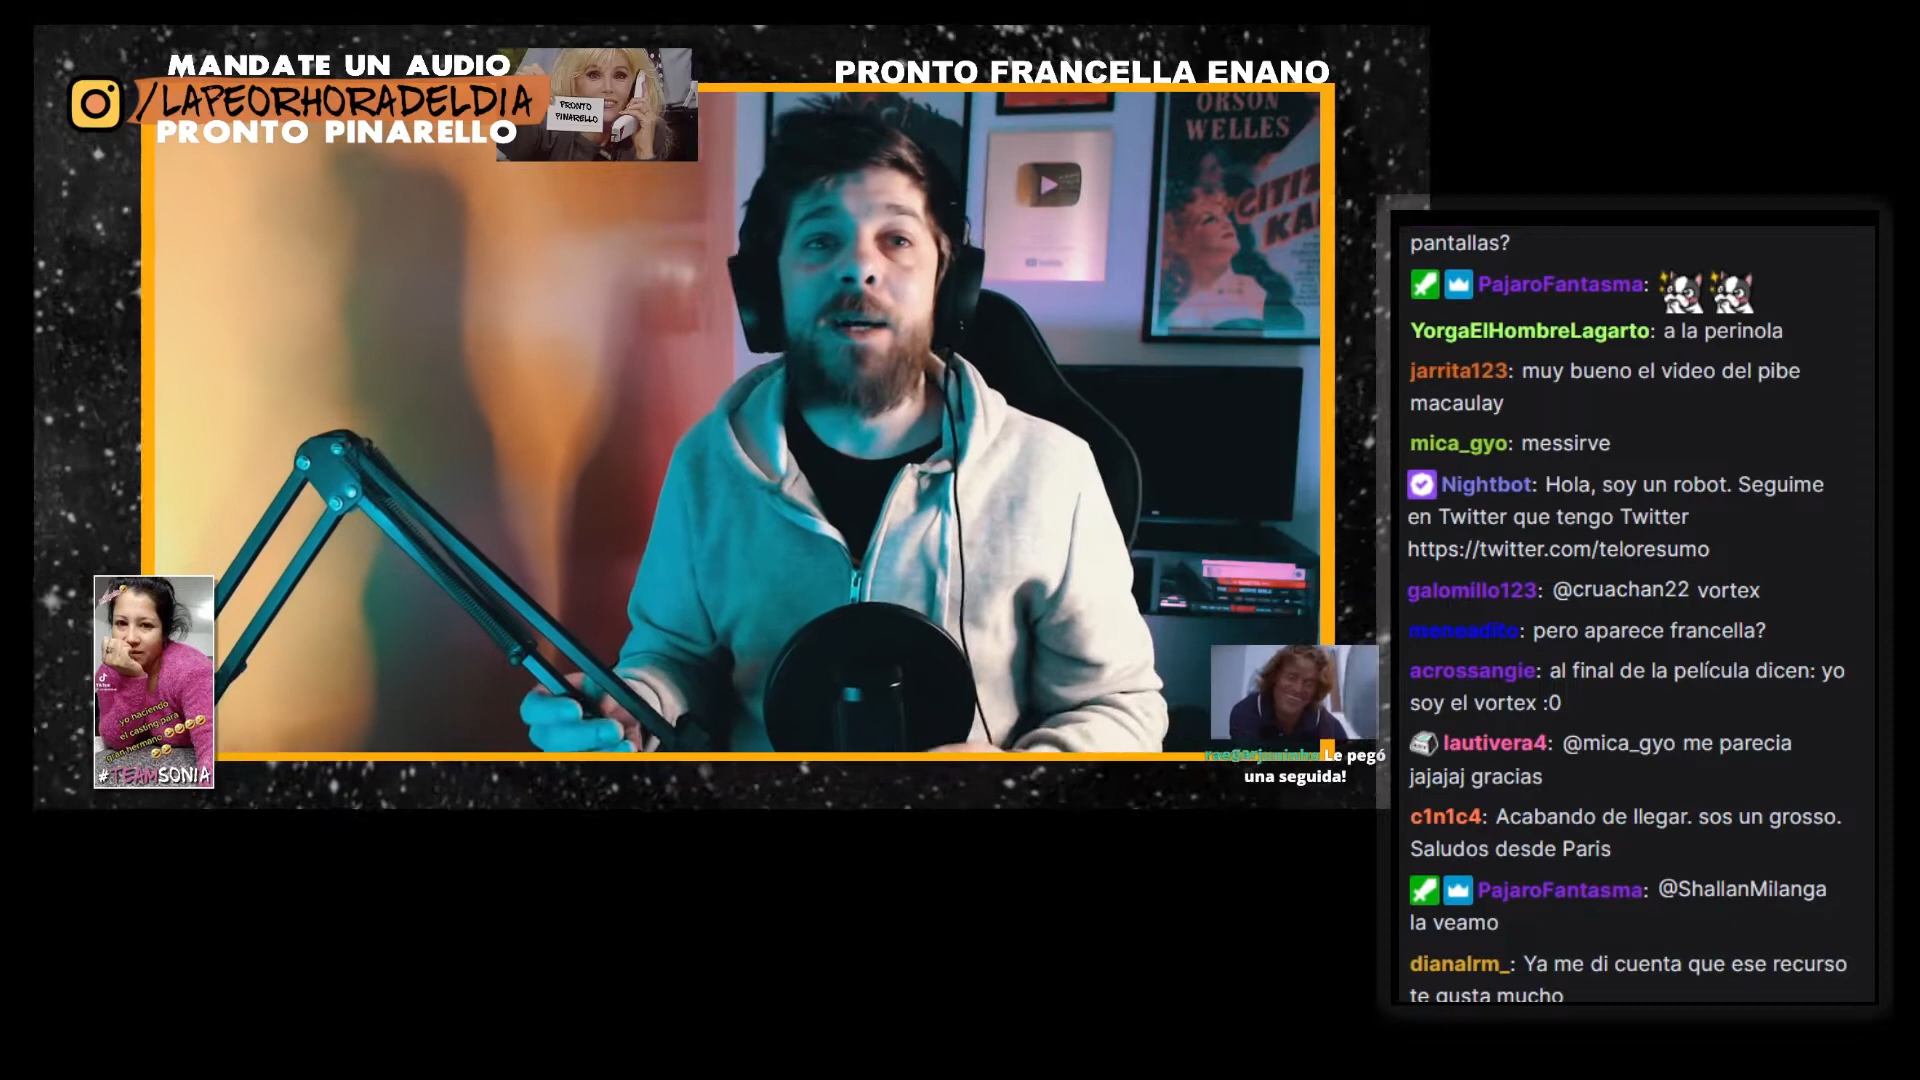 MANDATE UN AUDIO
/LAPEORHORADELDIA
PRONTO PINARELLO
PRONTO
PINARELLO
PRONTO FRANCELLA ENANO
ORSON
WELLES
yo haciendo
el casting para
gran hermano
#TEAMSONIA
Le pegó
una seguida!
pantallas?
PajaroFantasma:
YorgaElHombreLagarto: a la perinola
jarrita123: muy bueno el video del pibe
macaulay
mica_gyo: messirve
Nightbot: Hola, soy un robot. Seguime
en Twitter que tengo Twitter
https://twitter.com/teloresumo
galomillo123: @cruachan22 vortex
meneadito: pero aparece francella?
acrossangie: al final de la película dicen: yo
soy el vortex :0
lautivera4: @mica_gyo me parecia
jajajaj gracias
c1n1c4: Acabando de llegar. sos un grosso.
Saludos desde Paris
PajaroFantasma: @ShallanMilanga
la veamo
dianalrm_: Ya me di cuenta que ese recurso
te gusta mucho